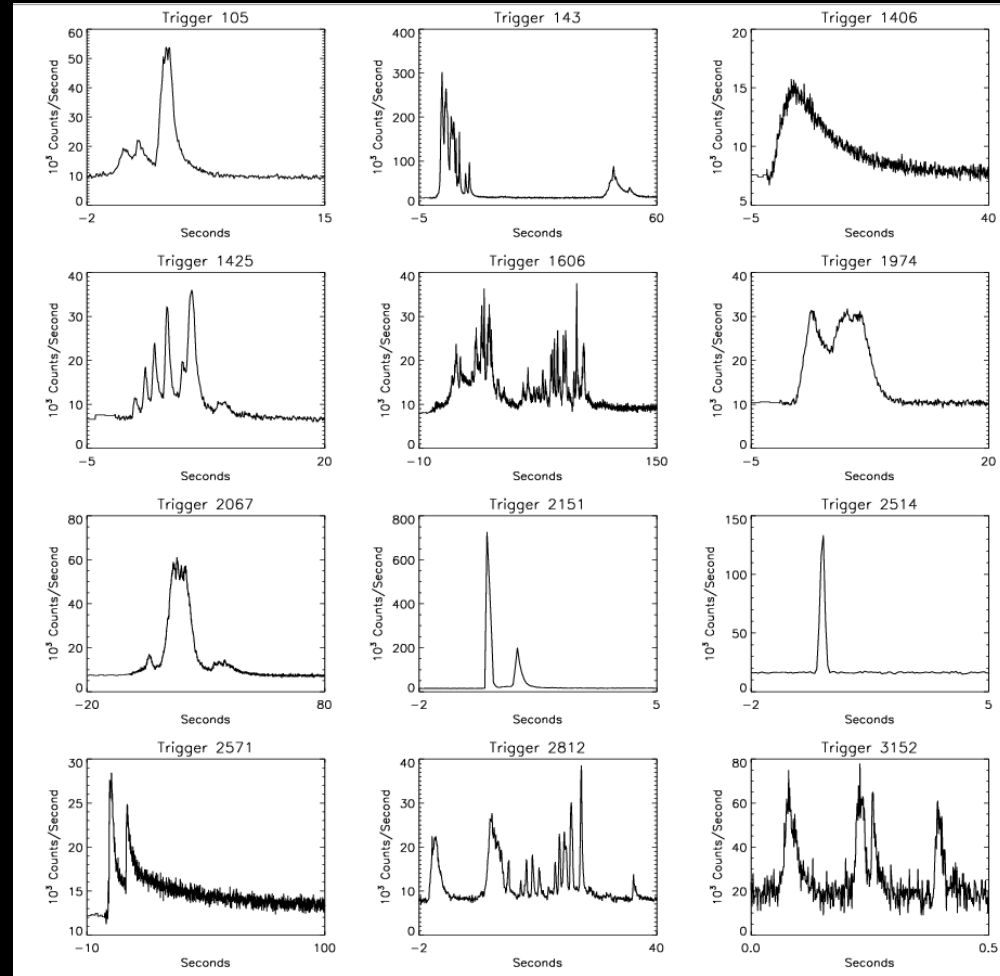 Trigger 105
60
50
40
30
20
10
0
10³ Counts/Second
-2
15
Seconds
Trigger 143
400
300
200
100
0
10³ Counts/Second
-5
60
Seconds
Trigger 1406
20
15
10
5
10³ Counts/Second
-5
40
Seconds
Trigger 1425
40
30
20
10
0
10³ Counts/Second
-5
20
Seconds
Trigger 1606
40
30
20
10
0
10³ Counts/Second
-10
150
Seconds
Trigger 1974
40
30
20
10
0
10³ Counts/Second
-5
20
Seconds
Trigger 2067
80
60
40
20
0
10³ Counts/Second
-20
80
Seconds
Trigger 2151
800
600
400
200
0
10³ Counts/Second
-2
5
Seconds
Trigger 2514
150
100
50
0
10³ Counts/Second
-2
5
Seconds
Trigger 2571
30
25
20
15
10
10³ Counts/Second
-10
100
Seconds
Trigger 2812
40
30
20
10
0
10³ Counts/Second
-2
40
Seconds
Trigger 3152
80
60
40
20
0
10³ Counts/Second
0.0
0.5
Seconds